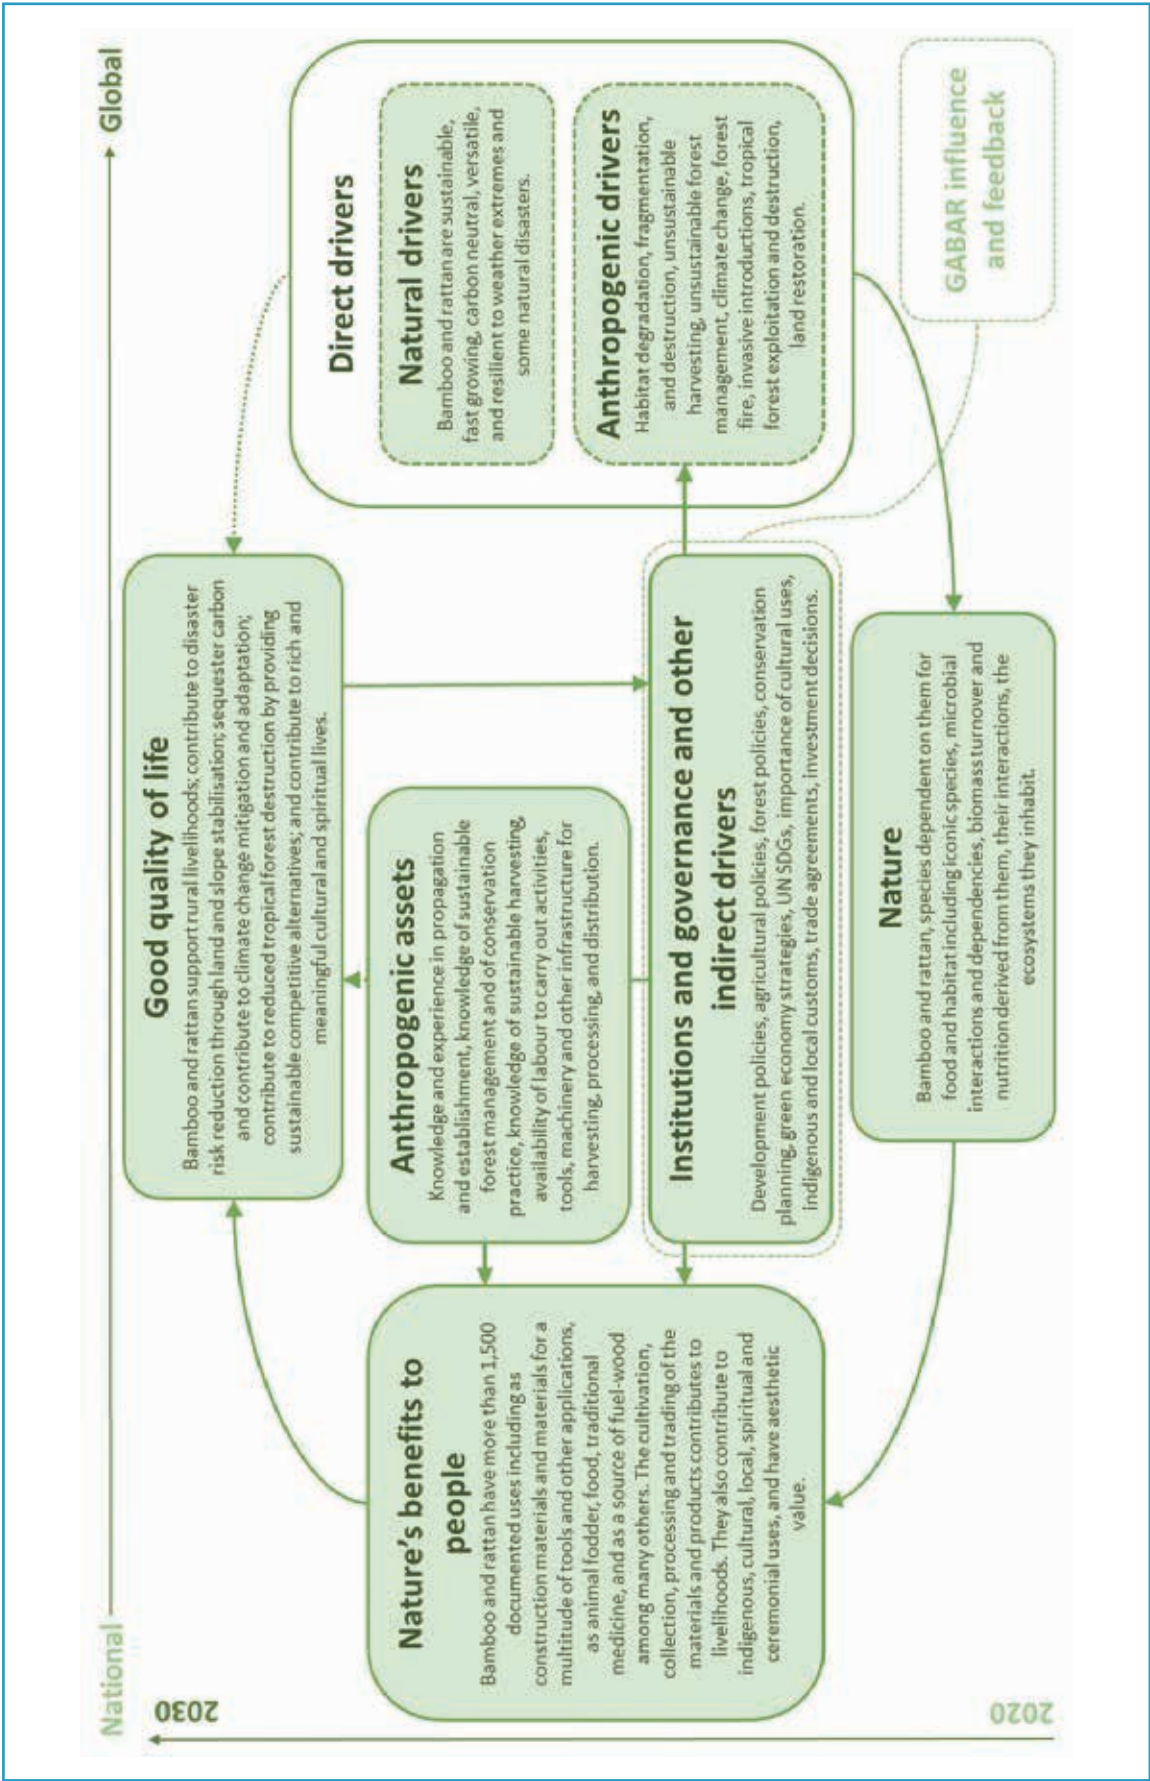 National
Global
2030
2020
Good quality of life
Bamboo and rattan support rural livelihoods; contribute to disaster
risk reduction through land and slope stabilisation; sequester carbon
and contribute to climate change mitigation and adaptation;
contribute to reduced tropical forest destruction by providing
sustainable competitive alternatives; and contribute to rich and
meaningful cultural and spiritual lives.
Direct drivers
Natural drivers
Bamboo and rattan are sustainable,
fast growing, carbon neutral, versatile,
and resilient to weather extremes and
some natural disasters.
Anthropogenic drivers
Habitat degradation, fragmentation,
and destruction, unsustainable
harvesting, unsustainable forest
management, climate change, forest
fire, invasive introductions, tropical
forest exploitation and destruction,
land restoration.
Nature's benefits to
people
Bamboo and rattan have more than 1,500
documented uses including as
construction materials and materials for a
multitude of tools and other applications,
as animal fodder, food, traditional
medicine, and as a source of fuel-wood
among many others. The cultivation,
collection, processing and trading of the
materials and products contributes to
livelihoods. They also contribute to
indigenous, cultural, local, spiritual and
ceremonial uses, and have aesthetic
value.
Anthropogenic assets
Knowledge and experience in propagation
and establishment, knowledge of sustainable
forest management and of conservation
practice, knowledge of sustainable harvesting,
availability of labour to carry out activities,
tools, machinery and other infrastructure for
harvesting, processing, and distribution.
Institutions and governance and other
indirect drivers
Development policies, agricultural policies, forest policies, conservation
planning, green economy strategies, UN SDGs, importance of cultural uses,
indigenous and local customs, trade agreements, investment decisions.
Nature
Bamboo and rattan, species dependent on them for
food and habitat including iconic species, microbial
interactions and dependencies, biomass turnover and
nutrition derived from them, their interactions, the
ecosystems they inhabit.
GABAR influence
and feedback